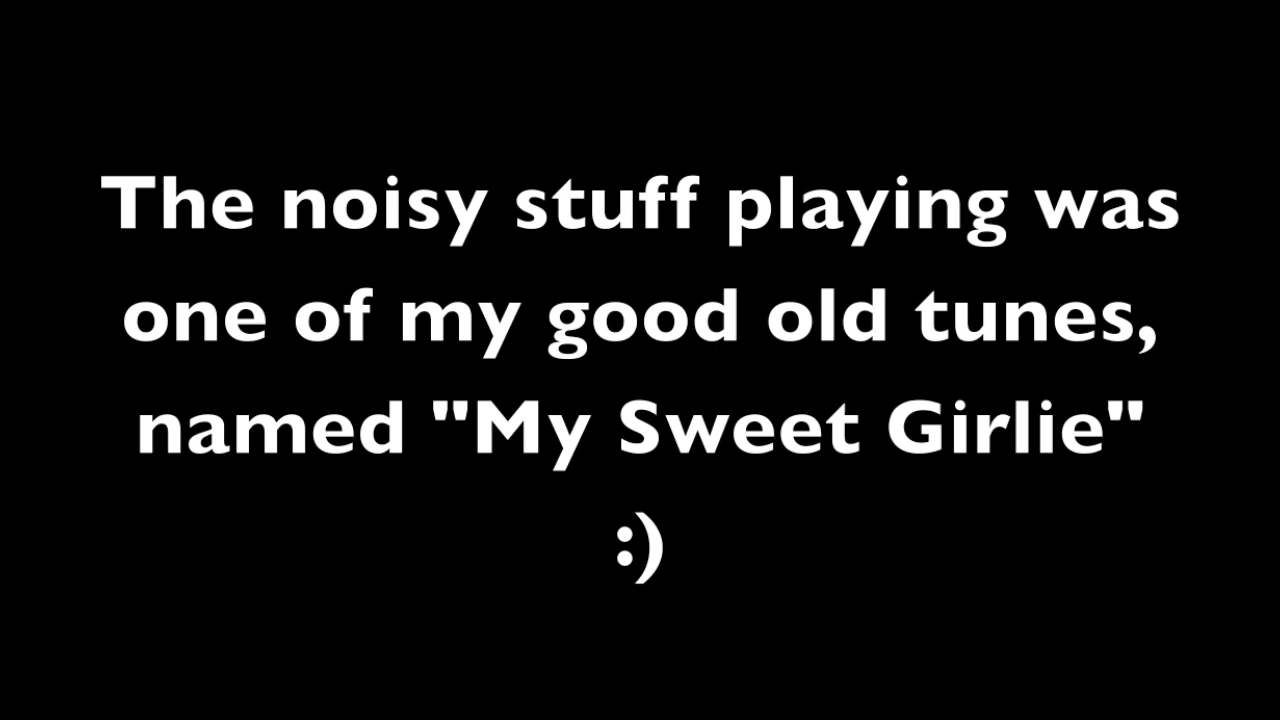 The noisy stuff playing was
one of my good old tunes,
named "My Sweet Girlie"
:)